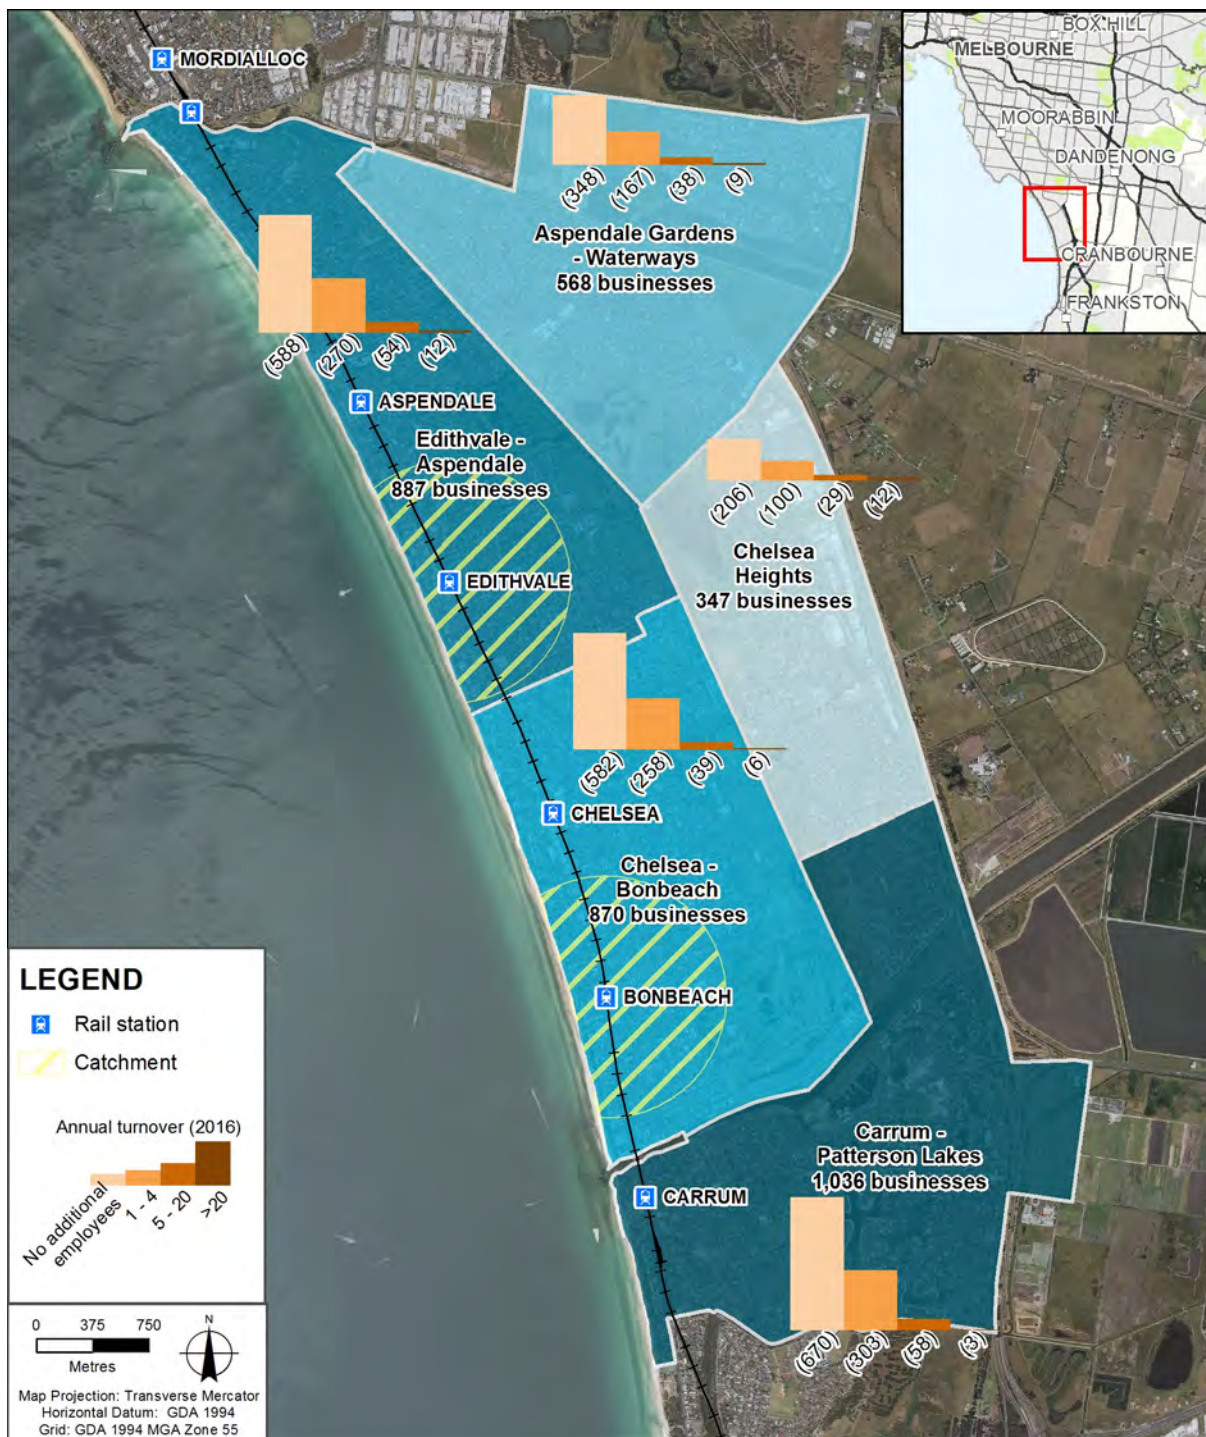 MORDIALLOC
BOX HILL
MELBOURNE
MOORABBIN
DANDENONG
CRANBOURNE
FRANKSTON
(348)
(167)
(38)
(9)
Aspendale Gardens
- Waterways
568 businesses
(588)
(270)
(54)
(12)
ASPENDALE
Edithvale -
Aspendale
887 businesses
(206)
(100)
(29)
(12)
Chelsea
Heights
347 businesses
EDITHVALE
(582)
(258)
(39)
(6)
CHELSEA
Chelsea -
Bonbeach
870 businesses
BONBEACH
Carrum -
Patterson Lakes
1,036 businesses
CARRUM
(670)
(303)
(58)
(3)
LEGEND
Rail station
Catchment
Annual turnover (2016)
No additional
employees
1 - 4
5 - 20
>20
0 375 750
Metres
N
Map Projection: Transverse Mercator
Horizontal Datum: GDA 1994
Grid: GDA 1994 MGA Zone 55